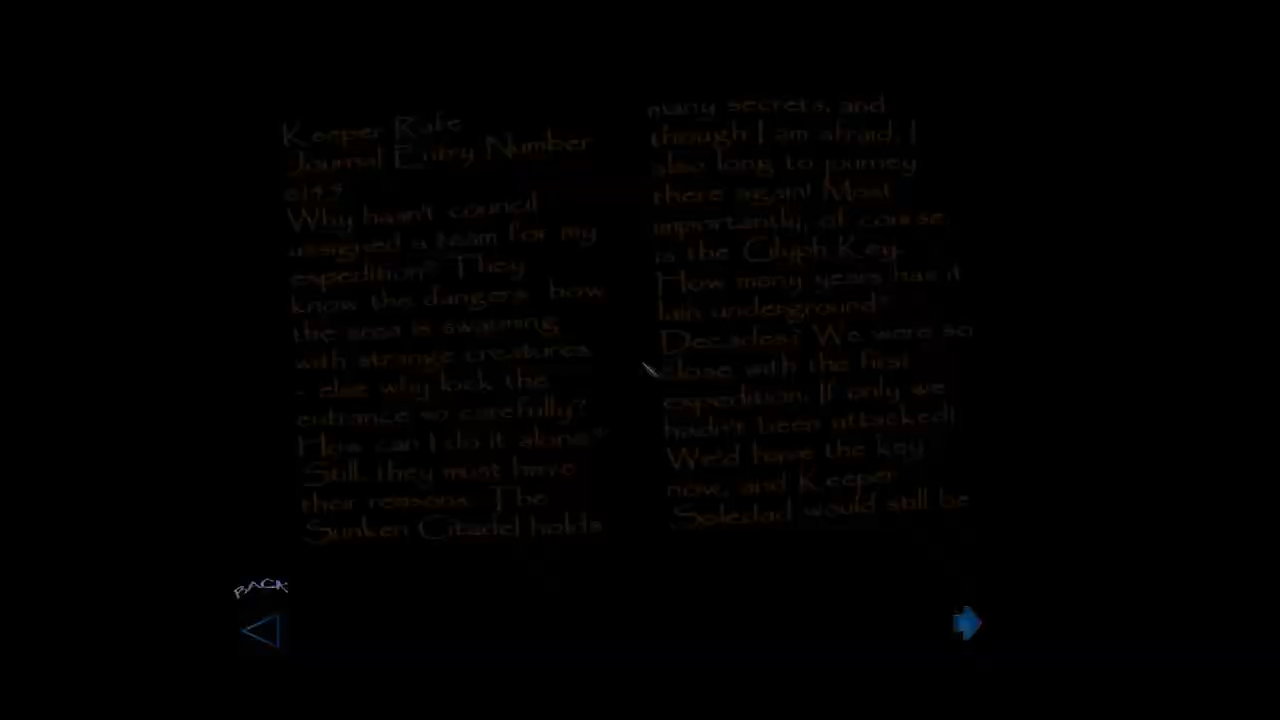 Keeper Rafe
Journal Entry Number
Why hasn't council
assigned a team for my
expedition? They
know the dangers - how
the area is swarming
with strange creatures
- else why lock the
entrance so carefully?
How can I do it alone?
Still, they must have
their reasons. The
Sunken Citadel holds
many secrets, and
though I am afraid, I
also long to journey
there again! Most
importantly, of course,
is the Glyph Key.
How many years has it
lain underground?
Decades? We were so
close with the first
expedition. If only we
hadn't been attacked!
We'd have the key
now, and Keeper
Soledad would still be
BACK